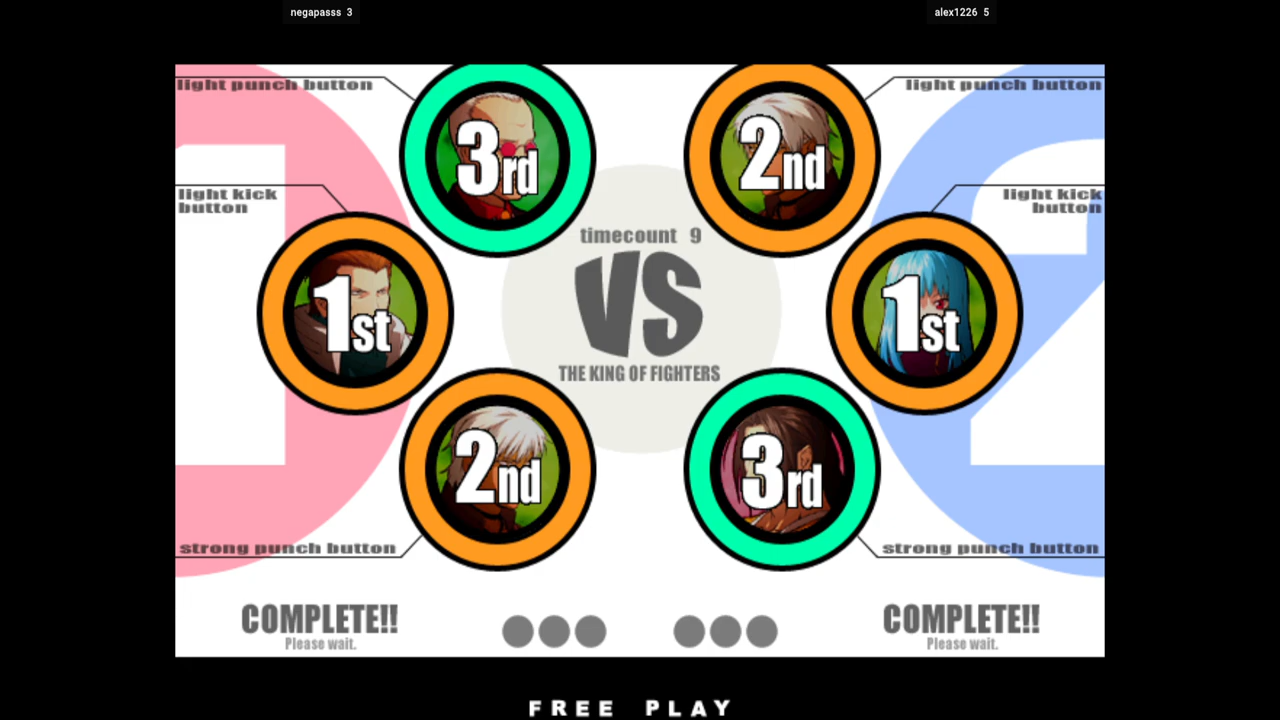 negapasss 3
alex1226 5
light punch button
light punch button
3rd
2nd
light kick
button
light kick
button
timecount 9
VS
THE KING OF FIGHTERS
1st
1st
2nd
3rd
strong punch button
strong punch button
1
2
COMPLETE!!
Please wait.
COMPLETE!!
Please wait.
FREE PLAY